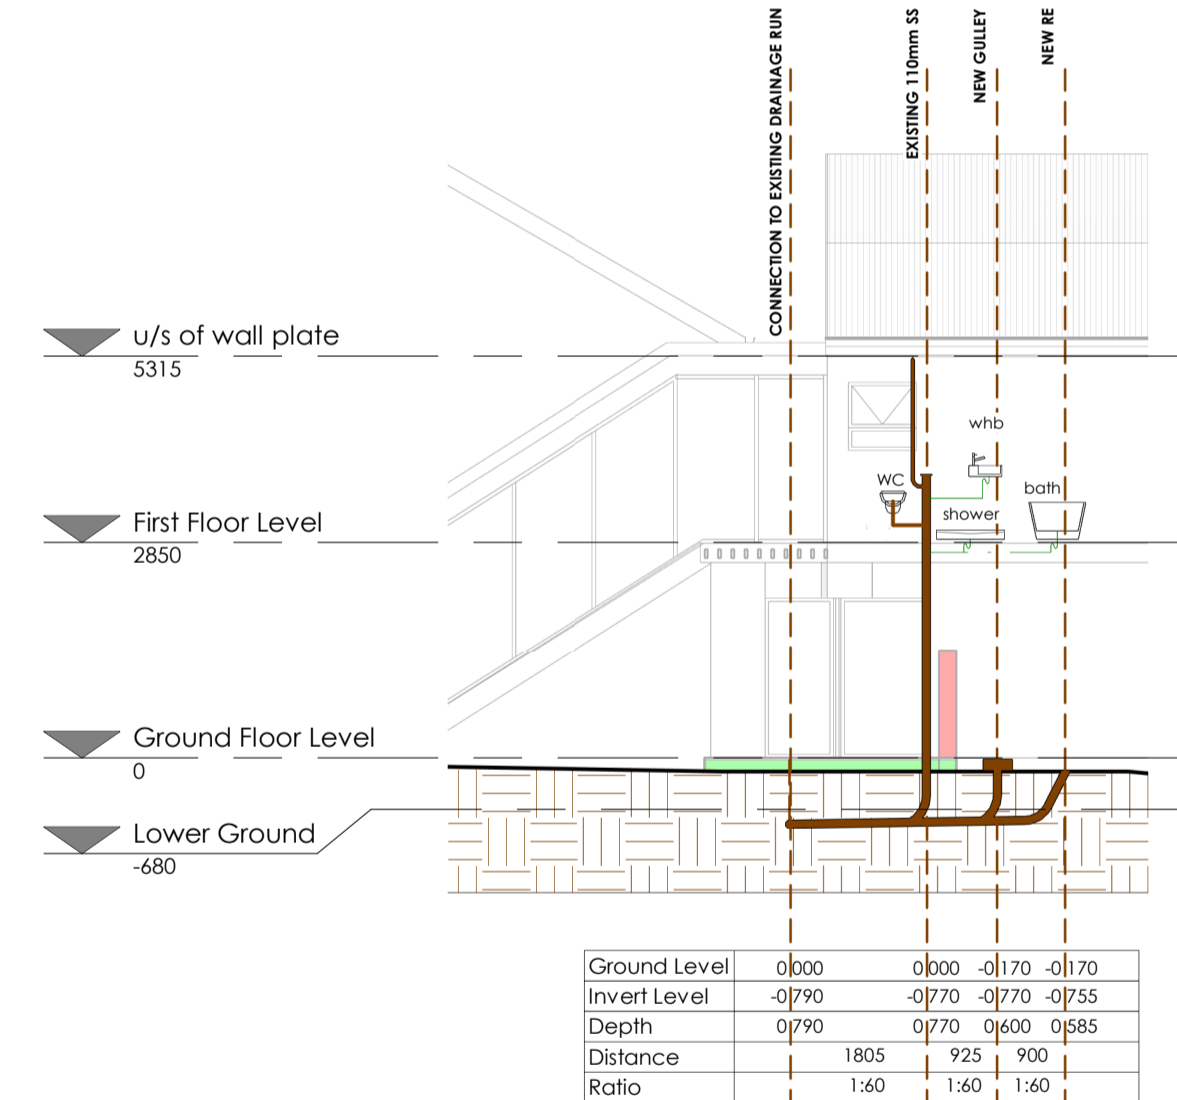 CONNECTION TO EXISTING DRAINAGE RUN
EXISTING 110mm SS
NEW GULLEY
NEW RE
u/s of wall plate
5315
whb
WC
bath
shower
First Floor Level
2850
Ground Floor Level
0
Lower Ground
-680
Ground Level 0.000 0.000 -0.170 -0.170
Invert Level -0.790 -0.770 -0.770 -0.755
Depth 0.790 0.770 0.600 0.585
Distance 1805 925 900
Ratio 1:60 1:60 1:60